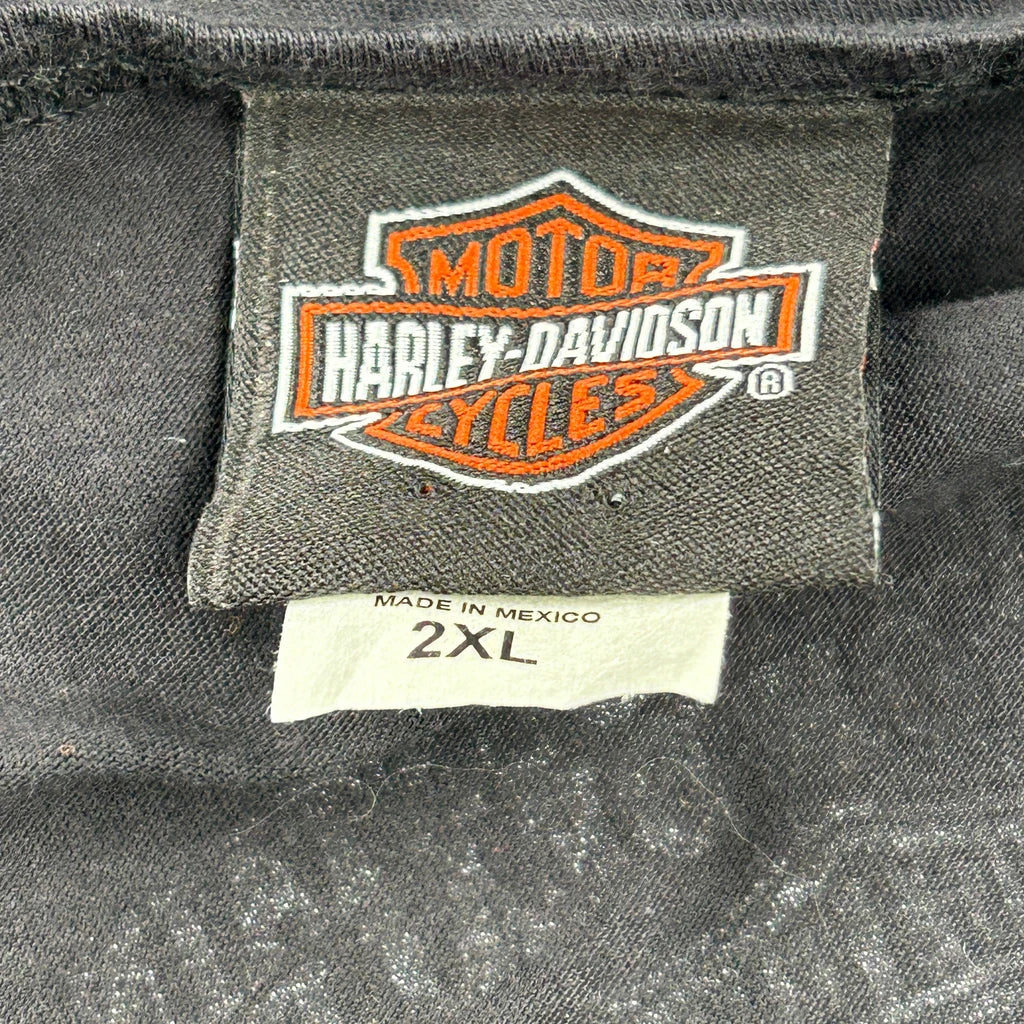 MOTOR
HARLEY-DAVIDSON
CYCLES
®
MADE IN MEXICO
2XL